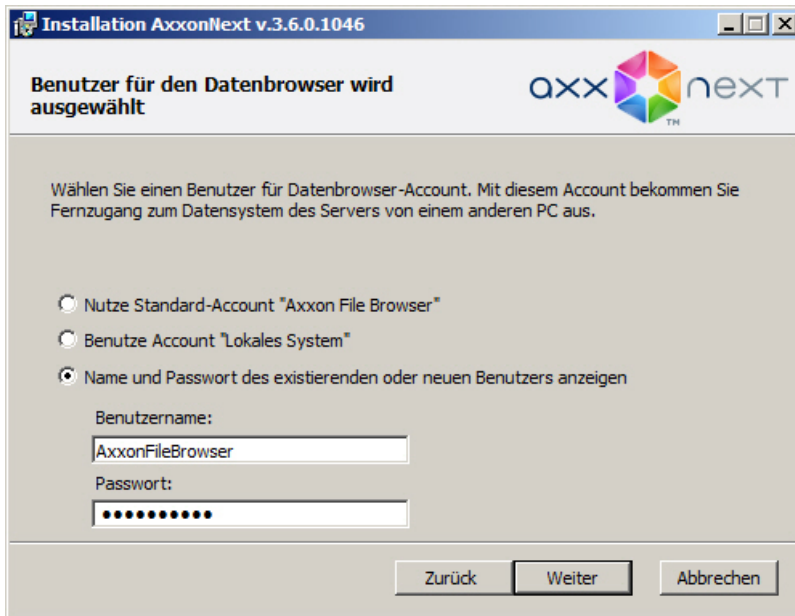 Installation AxxonNext v.3.6.0.1046
Benutzer für den Datenbrowser wird
ausgewählt
axx next
TM
Wählen Sie einen Benutzer für Datenbrowser-Account. Mit diesem Account bekommen Sie
Fernzugang zum Datensystem des Servers von einem anderen PC aus.
Nutze Standard-Account "Axxon File Browser"
Benutze Account "Lokales System"
Name und Passwort des existierenden oder neuen Benutzers anzeigen
Benutzername:
AxxonFileBrowser
Passwort:
●●●●●●●●●●
Zurück Weiter Abbrechen